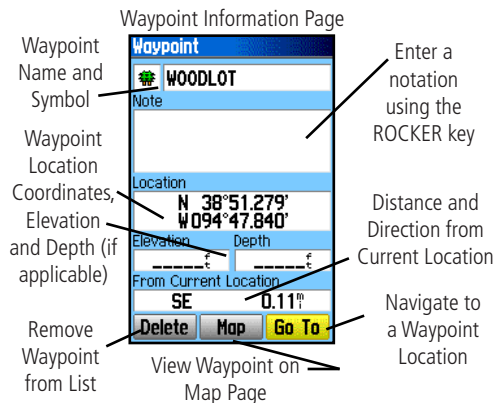 Waypoint Information Page
Waypoint
Name and
Symbol
Waypoint
WOODLOT
Note
Enter a
notation
using the
ROCKER key
Waypoint
Location
Coordinates,
Elevation
and Depth (if
applicable)
Location
N 38°51.279'
W094°47.840'
Elevation Depth
_____ft _____ft
From Current Location
SE 0.11mi
Distance and
Direction from
Current Location
Delete Map Go To
Navigate to
a Waypoint
Location
Remove
Waypoint
from List
View Waypoint on
Map Page